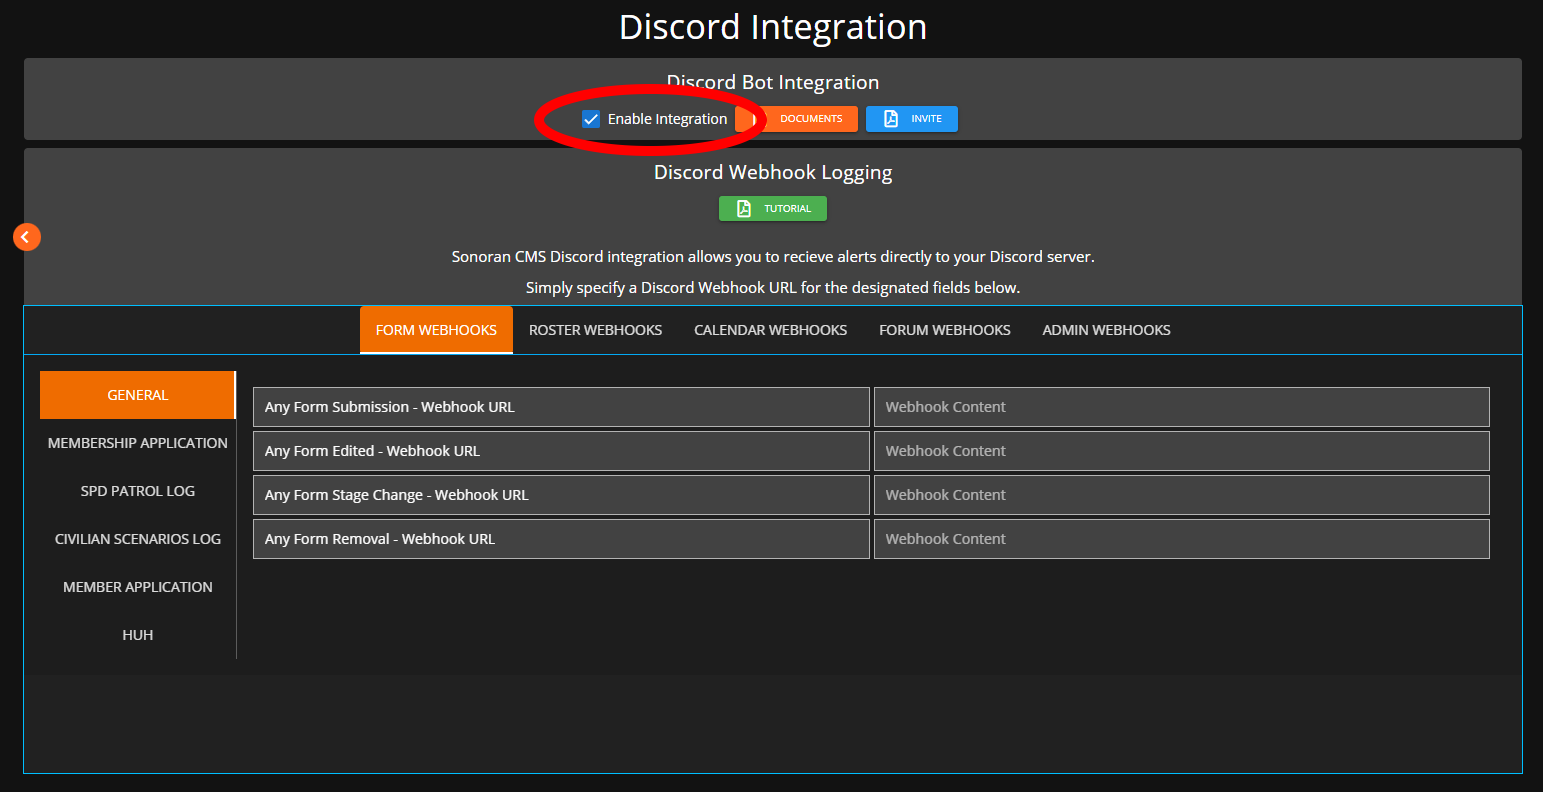 Discord Integration
Discord Bot Integration
Enable Integration DOCUMENTS INVITE
Discord Webhook Logging
TUTORIAL
Sonoran CMS Discord integration allows you to recieve alerts directly to your Discord server.
Simply specify a Discord Webhook URL for the designated fields below.
FORM WEBHOOKS ROSTER WEBHOOKS CALENDAR WEBHOOKS FORUM WEBHOOKS ADMIN WEBHOOKS
GENERAL
MEMBERSHIP APPLICATION
SPD PATROL LOG
CIVILIAN SCENARIOS LOG
MEMBER APPLICATION
HUH
Any Form Submission - Webhook URL Webhook Content
Any Form Edited - Webhook URL Webhook Content
Any Form Stage Change - Webhook URL Webhook Content
Any Form Removal - Webhook URL Webhook Content